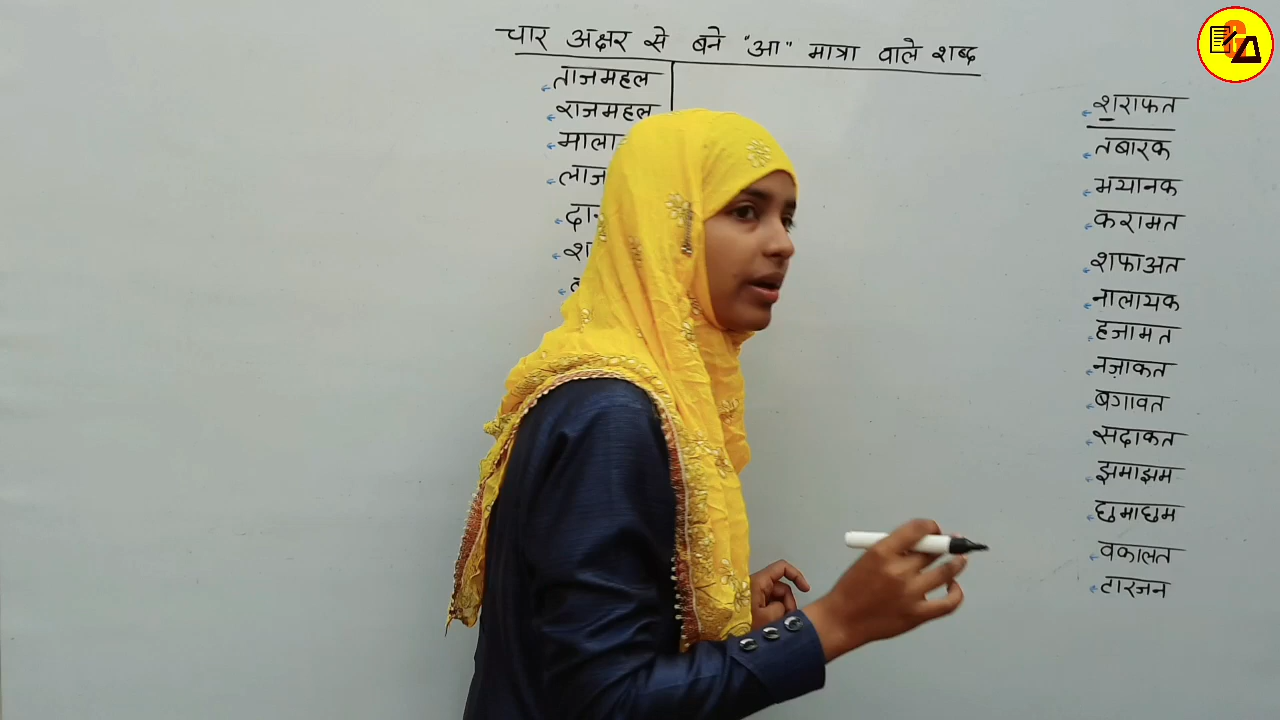 चार अक्षर से बने "आ" मात्रा वाले शब्द
ताजमहल
राजमहल
माला
लाज
शराफत
तबारक
भयानक
करामत
शफाअत
नालायक
हजामत
नज़ाकत
बगावत
सदाकत
झमाझम
छुमाछुम
वकालत
टारजन